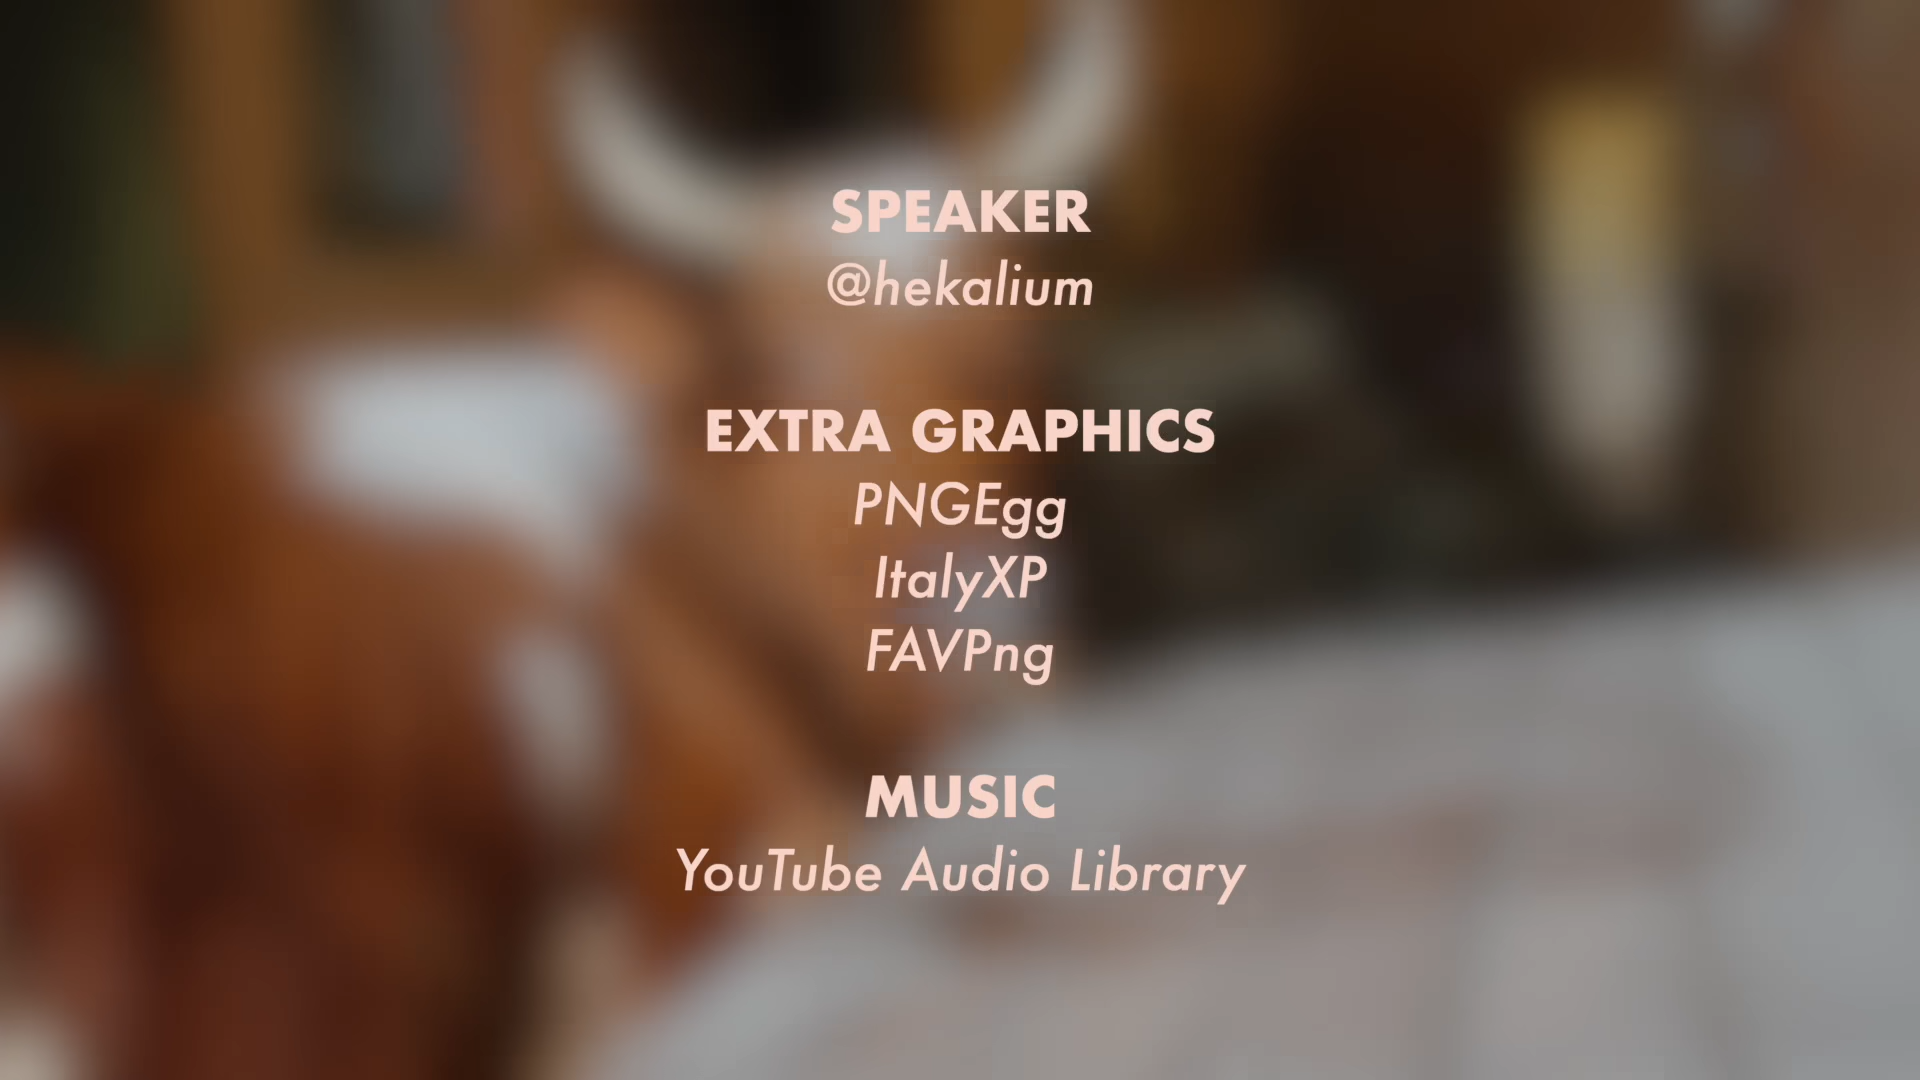 SPEAKER
@hekalium
EXTRA GRAPHICS
PNGEgg
ItalyXP
FAVPng
MUSIC
YouTube Audio Library